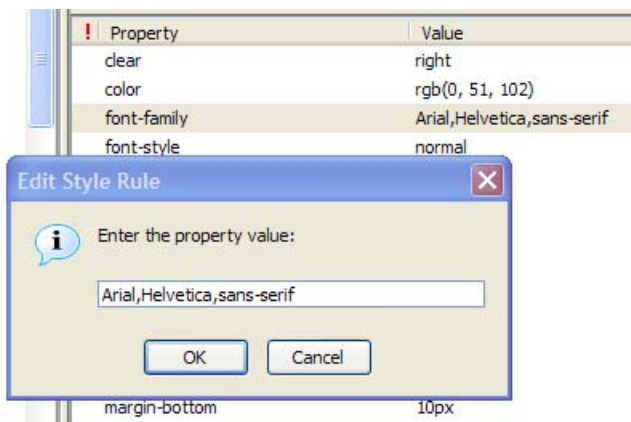 ! Property Value
clear right
color rgb(0, 51, 102)
font-family Arial,Helvetica,sans-serif
font-style normal
Edit Style Rule
Enter the property value:
Arial,Helvetica,sans-serif
OK Cancel
margin-bottom 10px